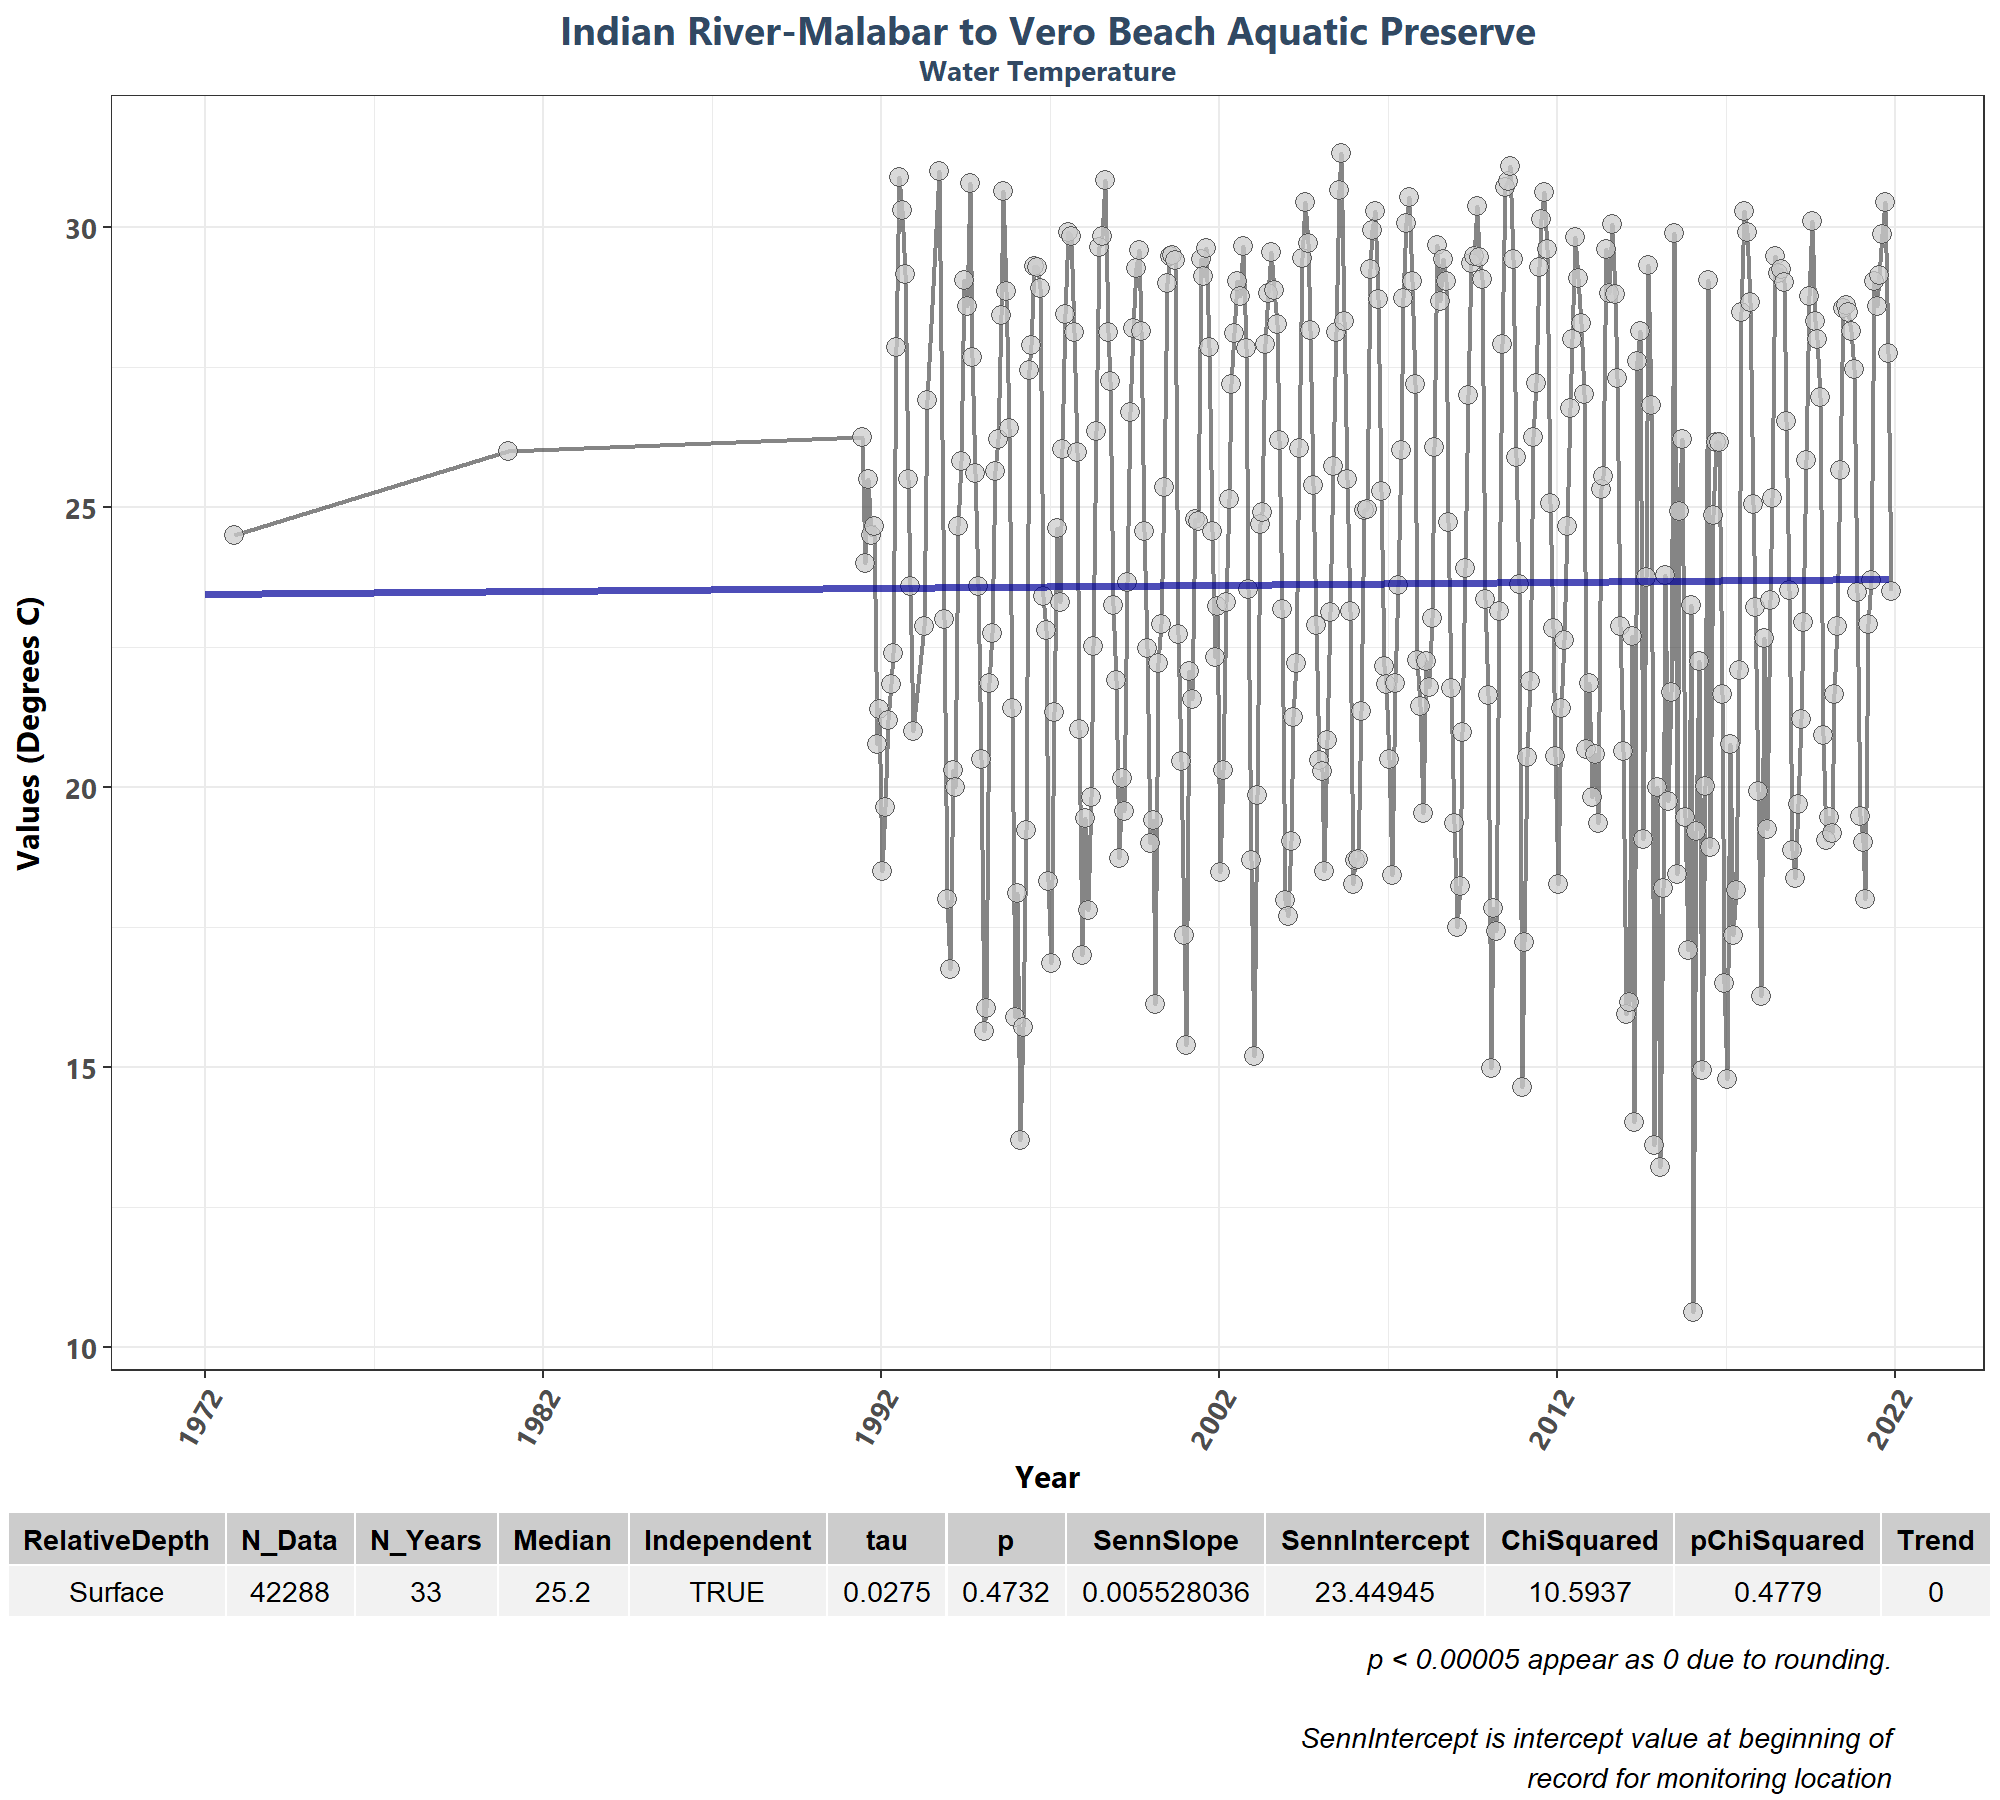 Indian River-Malabar to Vero Beach Aquatic Preserve
Water Temperature
Values (Degrees C)
30
25
20
15
10
1972 1982 1992 2002 2012 2022
Year
RelativeDepth N_Data N_Years Median Independent tau p SennSlope SennIntercept ChiSquared pChiSquared Trend
Surface 42288 33 25.2 TRUE 0.0275 0.4732 0.005528036 23.44945 10.5937 0.4779 0
p < 0.00005 appear as 0 due to rounding.
SennIntercept is intercept value at beginning of
record for monitoring location